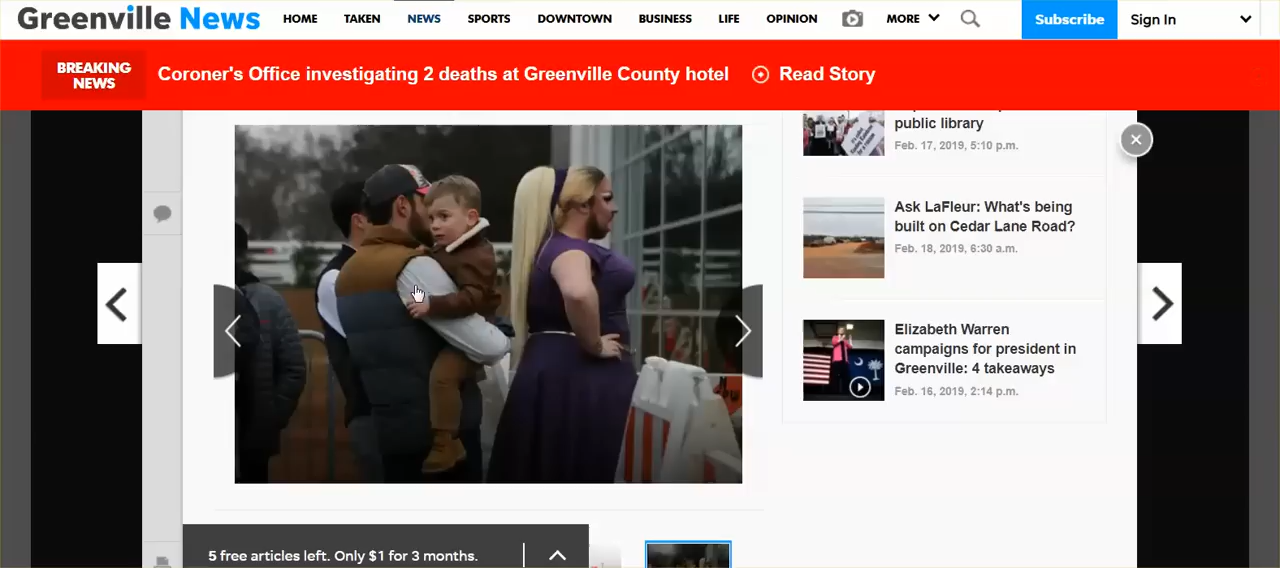 Greenville News
HOME TAKEN NEWS SPORTS DOWNTOWN BUSINESS LIFE OPINION MORE Subscribe Sign In
BREAKING
NEWS
Coroner's Office investigating 2 deaths at Greenville County hotel Read Story
public library
Feb. 17, 2019, 5:10 p.m.
Ask LaFleur: What's being
built on Cedar Lane Road?
Feb. 18, 2019, 6:30 a.m.
Elizabeth Warren
campaigns for president in
Greenville: 4 takeaways
Feb. 16, 2019, 2:14 p.m.
5 free articles left. Only $1 for 3 months.